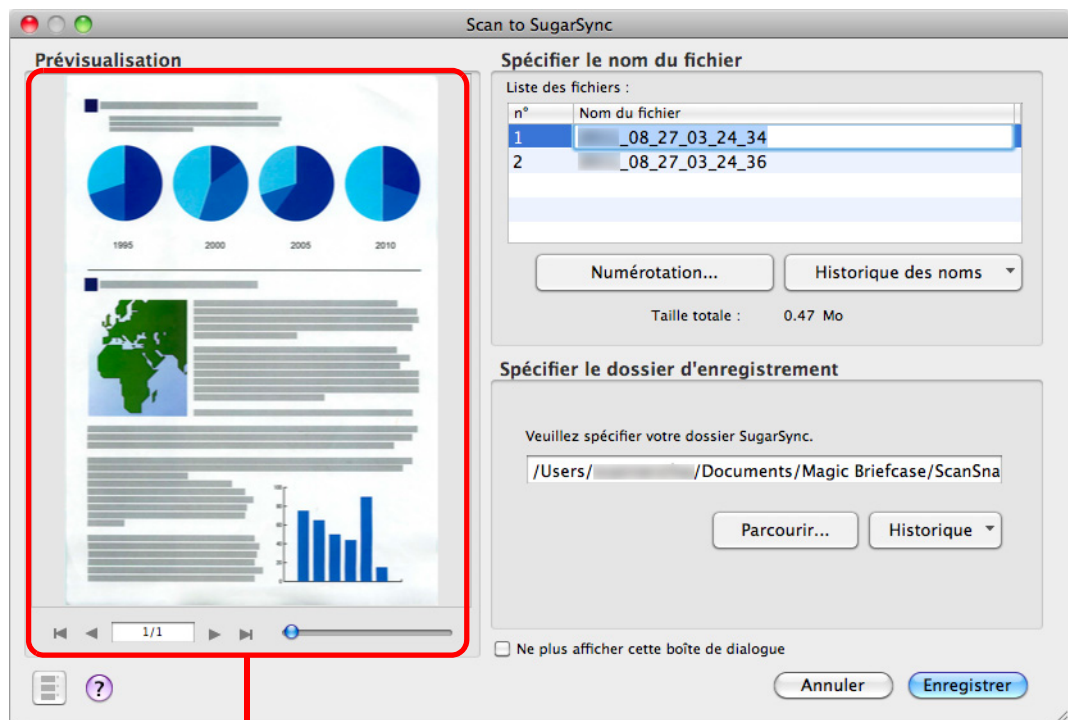 Scan to SugarSync
Prévisualisation
1995 2000 2005 2010
1/1
Spécifier le nom du fichier
Liste des fichiers :
n° Nom du fichier
1 _08_27_03_24_34
2 _08_27_03_24_36
Numérotation... Historique des noms
Taille totale : 0.47 Mo
Spécifier le dossier d'enregistrement
Veuillez spécifier votre dossier SugarSync.
/Users/ /Documents/Magic Briefcase/ScanSna
Parcourir... Historique
Ne plus afficher cette boîte de dialogue
? Annuler Enregistrer